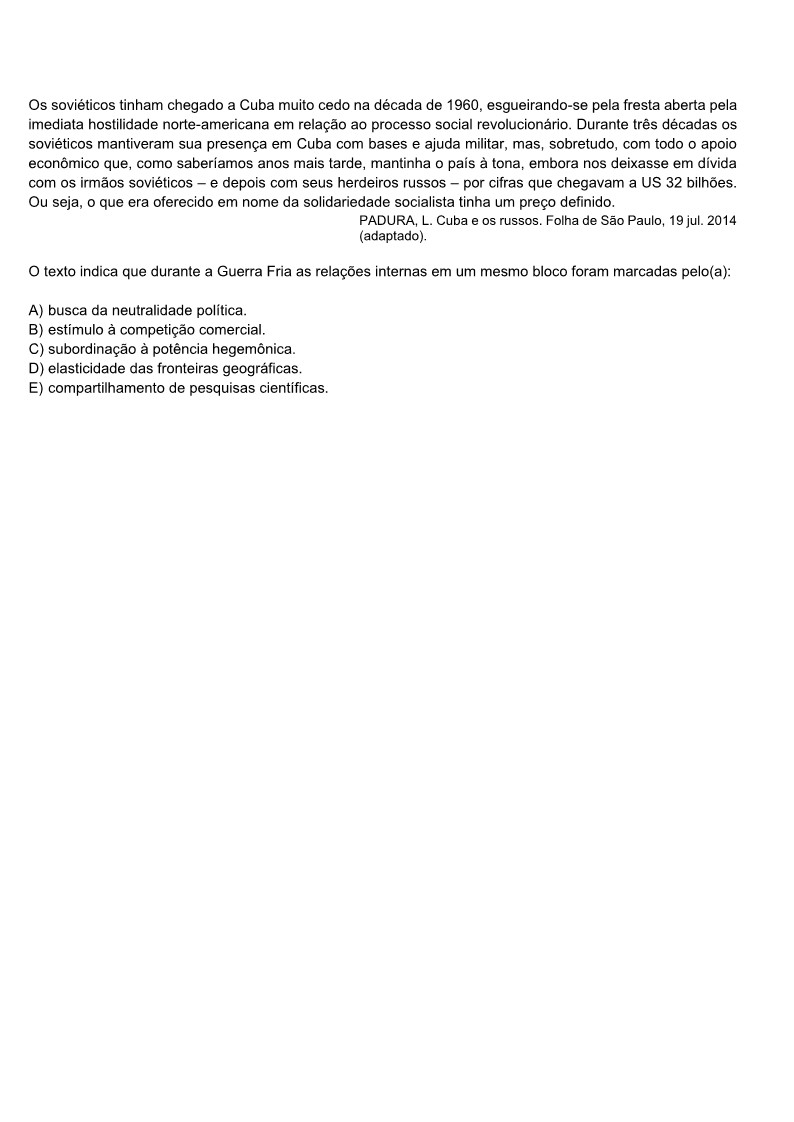 Os soviéticos tinham chegado a Cuba muito cedo na década de 1960, esgueirando-se pela fresta aberta pela
imediata hostilidade norte-americana em relação ao processo social revolucionário. Durante três décadas os
soviéticos mantiveram sua presença em Cuba com bases e ajuda militar, mas, sobretudo, com todo o apoio
econômico que, como saberíamos anos mais tarde, mantinha o país à tona, embora nos deixasse em dívida
com os irmãos soviéticos – e depois com seus herdeiros russos – por cifras que chegavam a US 32 bilhões.
Ou seja, o que era oferecido em nome da solidariedade socialista tinha um preço definido.
PADURA, L. Cuba e os russos. Folha de São Paulo, 19 jul. 2014
(adaptado).
O texto indica que durante a Guerra Fria as relações internas em um mesmo bloco foram marcadas pelo(a):
A) busca da neutralidade política.
B) estímulo à competição comercial.
C) subordinação à potência hegemônica.
D) elasticidade das fronteiras geográficas.
E) compartilhamento de pesquisas científicas.